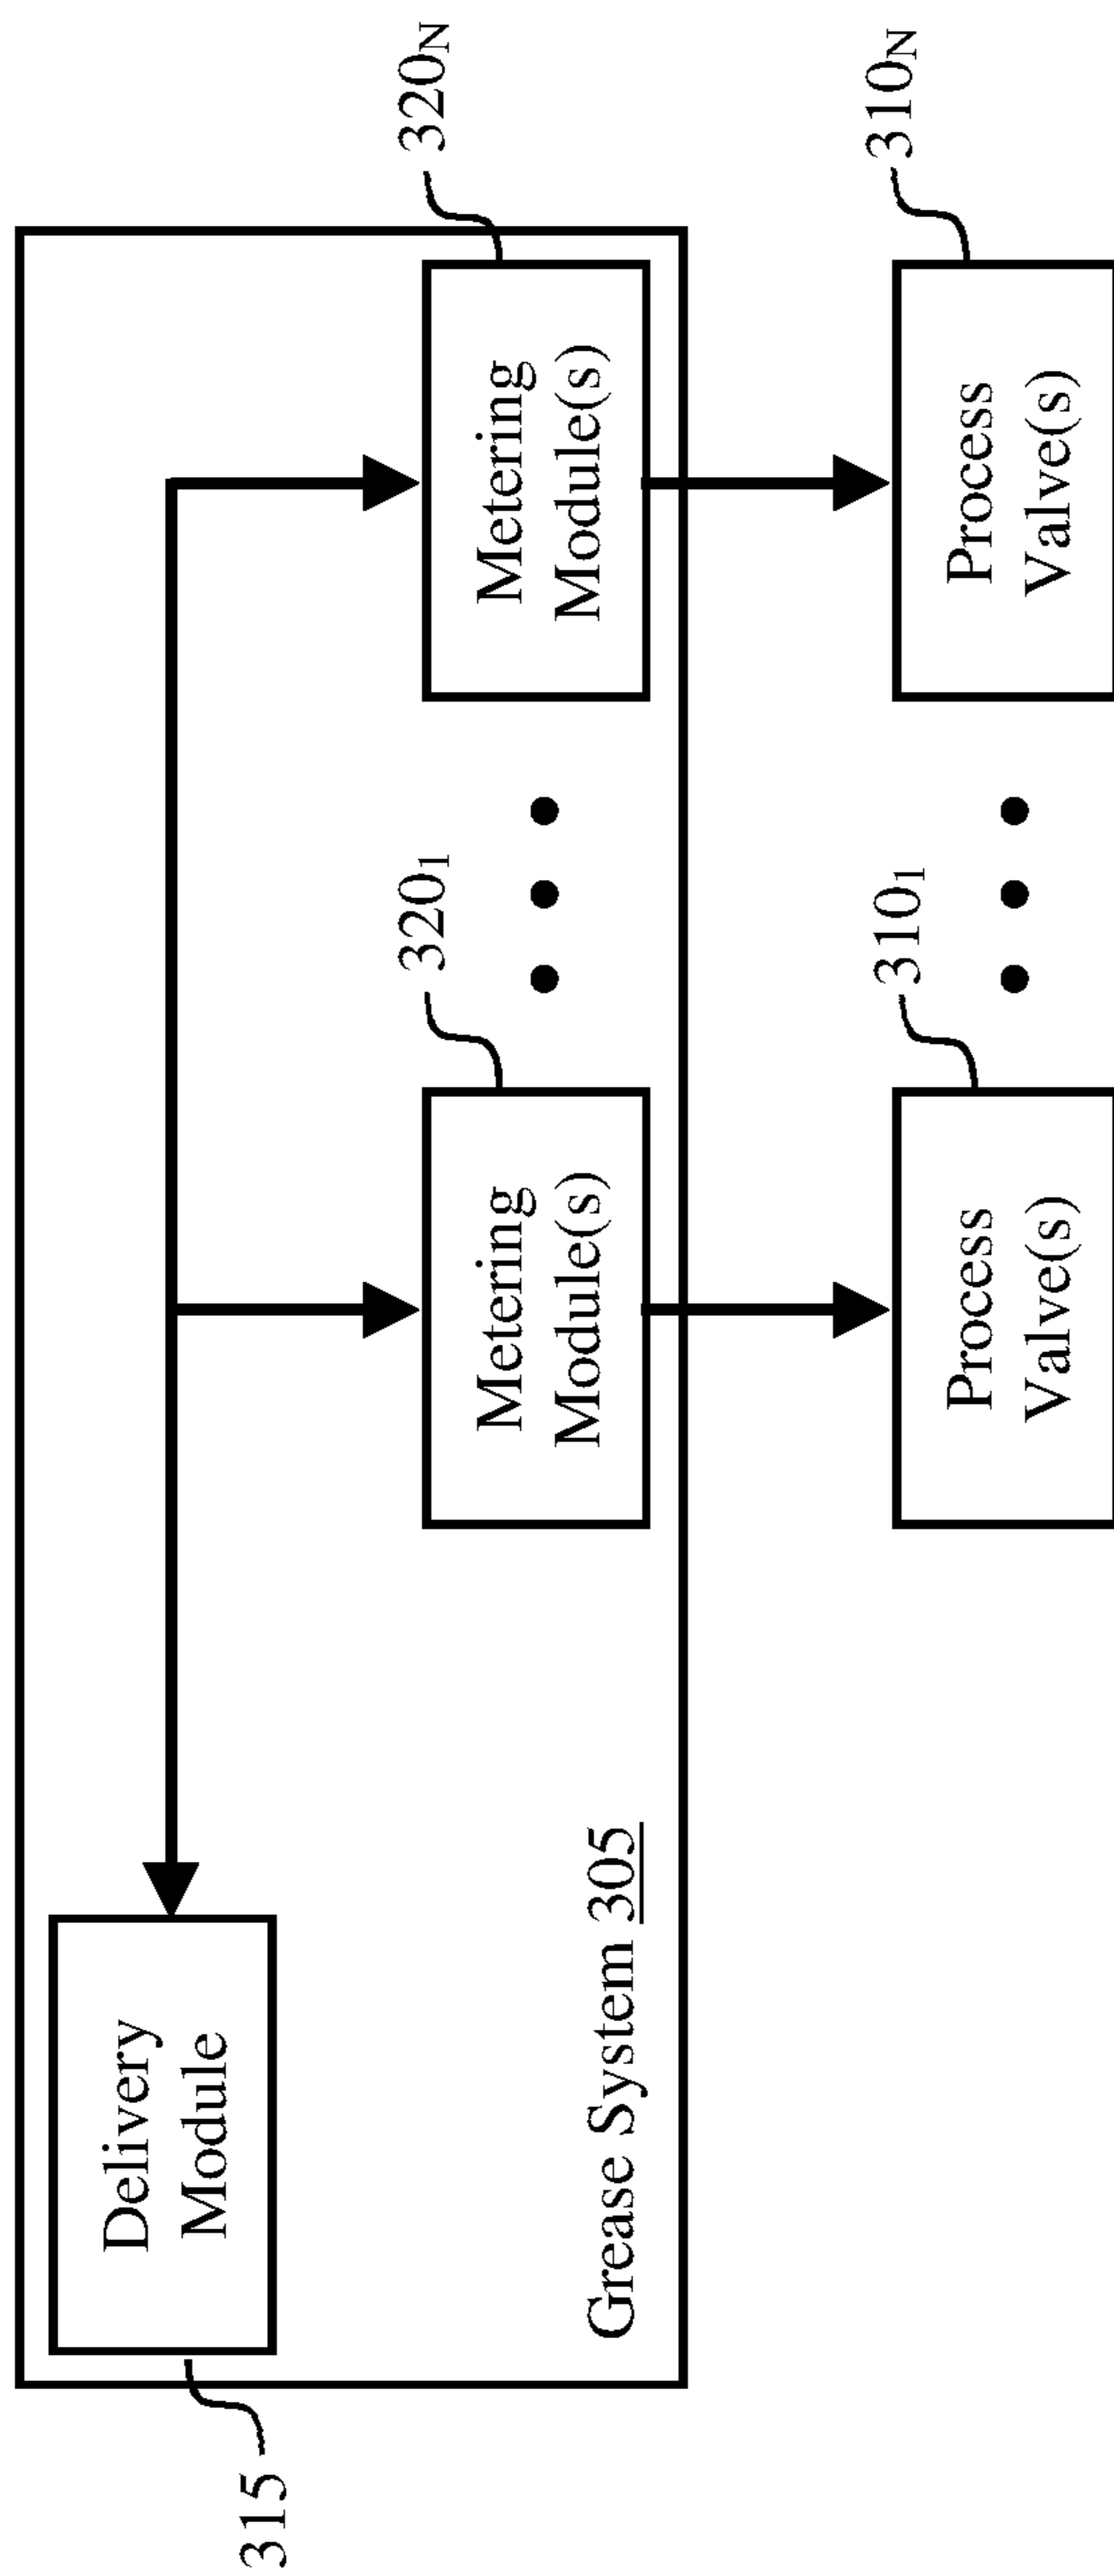 315
Delivery
Module
Grease System 305
320₁
Metering
Module(s)
320N
Metering
Module(s)
310₁
Process
Valve(s)
310N
Process
Valve(s)